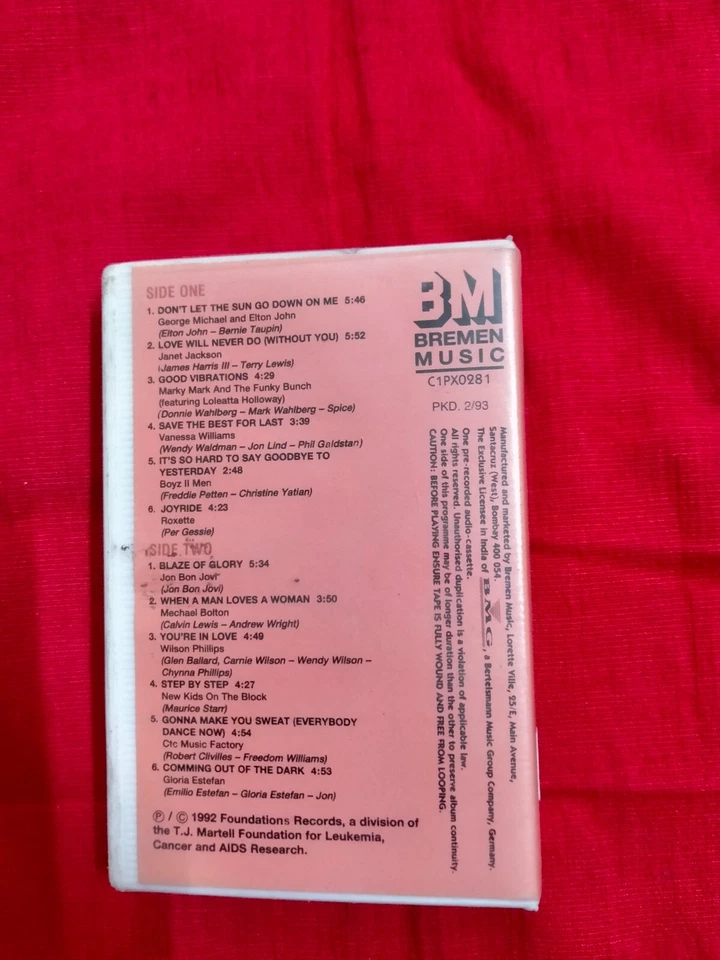 SIDE ONE
1. DON'T LET THE SUN GO DOWN ON ME 5:46
George Michael and Elton John
(Elton John – Bernie Taupin)
2. LOVE WILL NEVER DO (WITHOUT YOU) 5:52
Janet Jackson
(James Harris III – Terry Lewis)
3. GOOD VIBRATIONS 4:29
Marky Mark And The Funky Bunch
(featuring Loleatta Holloway)
(Donnie Wahlberg – Mark Wahlberg – Spice)
4. SAVE THE BEST FOR LAST 3:39
Vanessa Williams
(Wendy Waldman – Jon Lind – Phil Galdstan)
5. IT'S SO HARD TO SAY GOODBYE TO
YESTERDAY 2:48
Boyz II Men
(Freddie Petten – Christine Yatian)
6. JOYRIDE 4:23
Roxette
(Per Gessie)
SIDE TWO
1. BLAZE OF GLORY 5:34
Jon Bon Jovi
(Jon Bon Jovi)
2. WHEN A MAN LOVES A WOMAN 3:50
Mechael Bolton
(Calvin Lewis – Andrew Wright)
3. YOU'RE IN LOVE 4:49
Wilson Phillips
(Glen Ballard, Carnie Wilson – Wendy Wilson –
Chynna Phillips)
4. STEP BY STEP 4:27
New Kids On The Block
(Maurice Starr)
5. GONNA MAKE YOU SWEAT (EVERYBODY
DANCE NOW) 4:54
Ctc Music Factory
(Robert Clivilles – Freedom Williams)
6. COMMING OUT OF THE DARK 4:53
Gloria Estefan
(Emilio Estefan – Gloria Estefan – Jon)
Ⓟ / © 1992 Foundations Records, a division of
the T.J. Martell Foundation for Leukemia,
Cancer and AIDS Research.
BM
BREMEN
MUSIC
C1PX0281
PKD. 2/93
Manufactured and marketed by Bremen Music, Lorette Ville, 25/E, Main Avenue,
Santacruz (West), Bombay 400 054.
The Exclusive Licensee in India of BMG, a Bertelsmann Music Group Company, Germany.
One pre-recorded audio-cassette.
All rights reserved. Unauthorised duplication is a violation of applicable law.
One side of this programme may be of longer duration than the other to preserve album continuity.
CAUTION: BEFORE PLAYING ENSURE TAPE IS FULLY WOUND AND FREE FROM LOOPING.